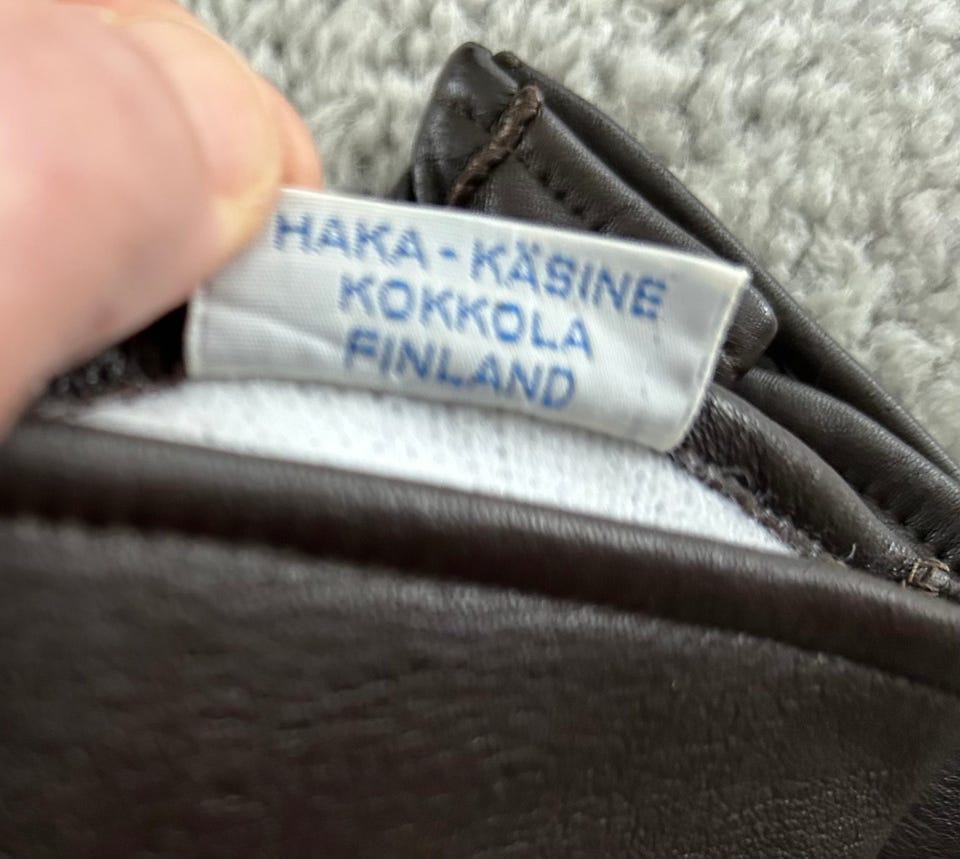 HAKA - KÄSINE
KOKKOLA
FINLAND